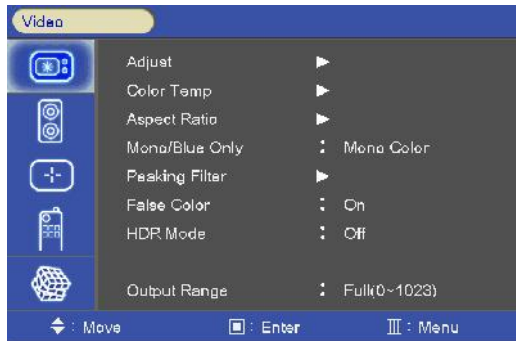 Video
Adjust ▶
Color Temp ▶
Aspect Ratio ▶
Mono/Blue Only : Mono Color
Peaking Filter ▶
False Color : On
HDR Mode : Off
Output Range : Full(0~1023)
: Move : Enter : Menu